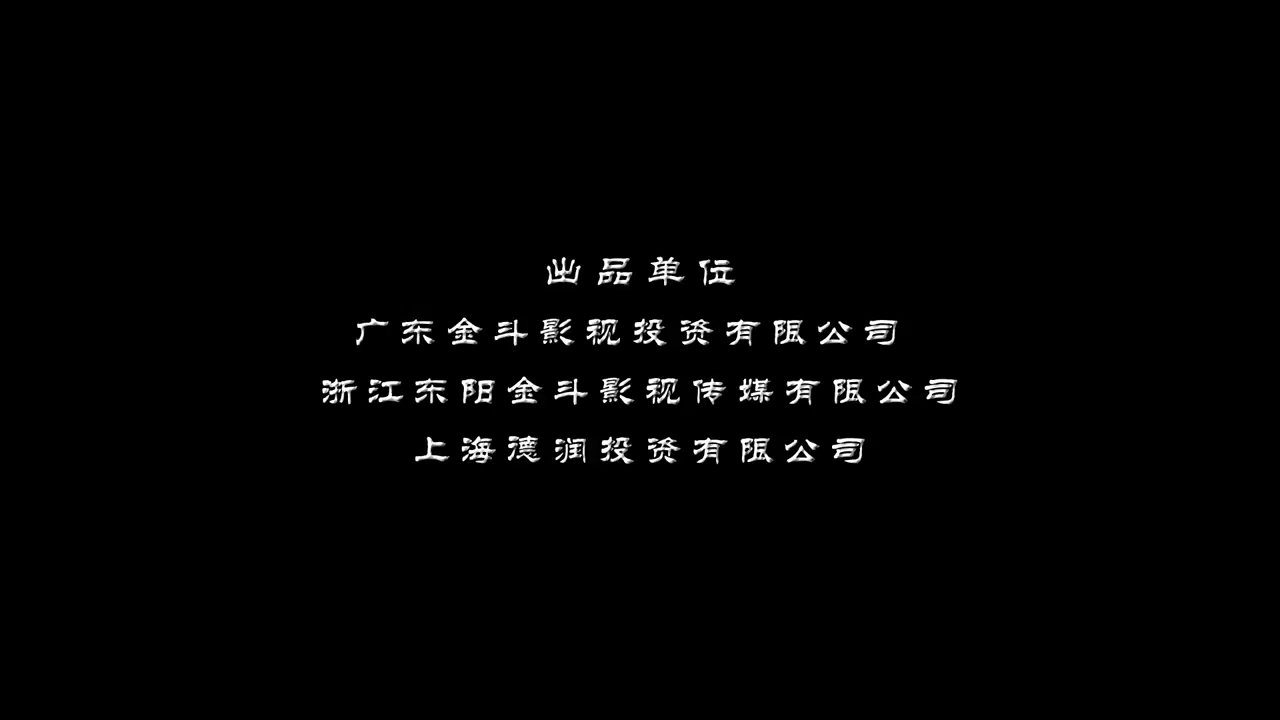 出品单位
广东金斗影视投资有限公司
浙江东阳金斗影视传媒有限公司
上海德润投资有限公司